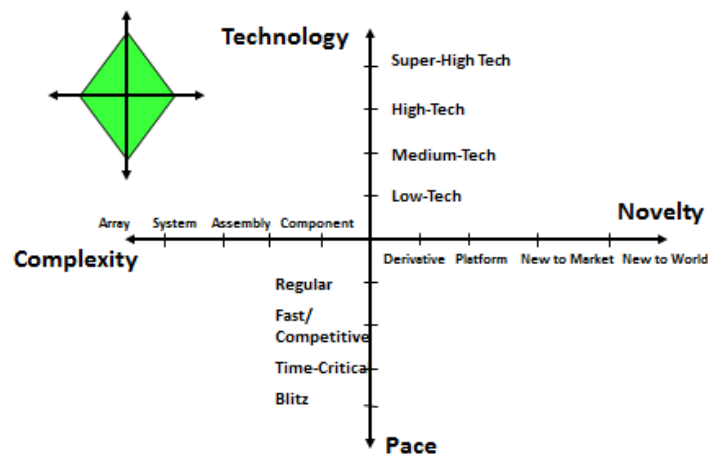 Technology
Super-High Tech
High-Tech
Medium-Tech
Low-Tech
Novelty
Array System Assembly Component
Complexity
Derivative Platform New to Market New to World
Regular
Fast/
Competitive
Time-Critica
Blitz
Pace